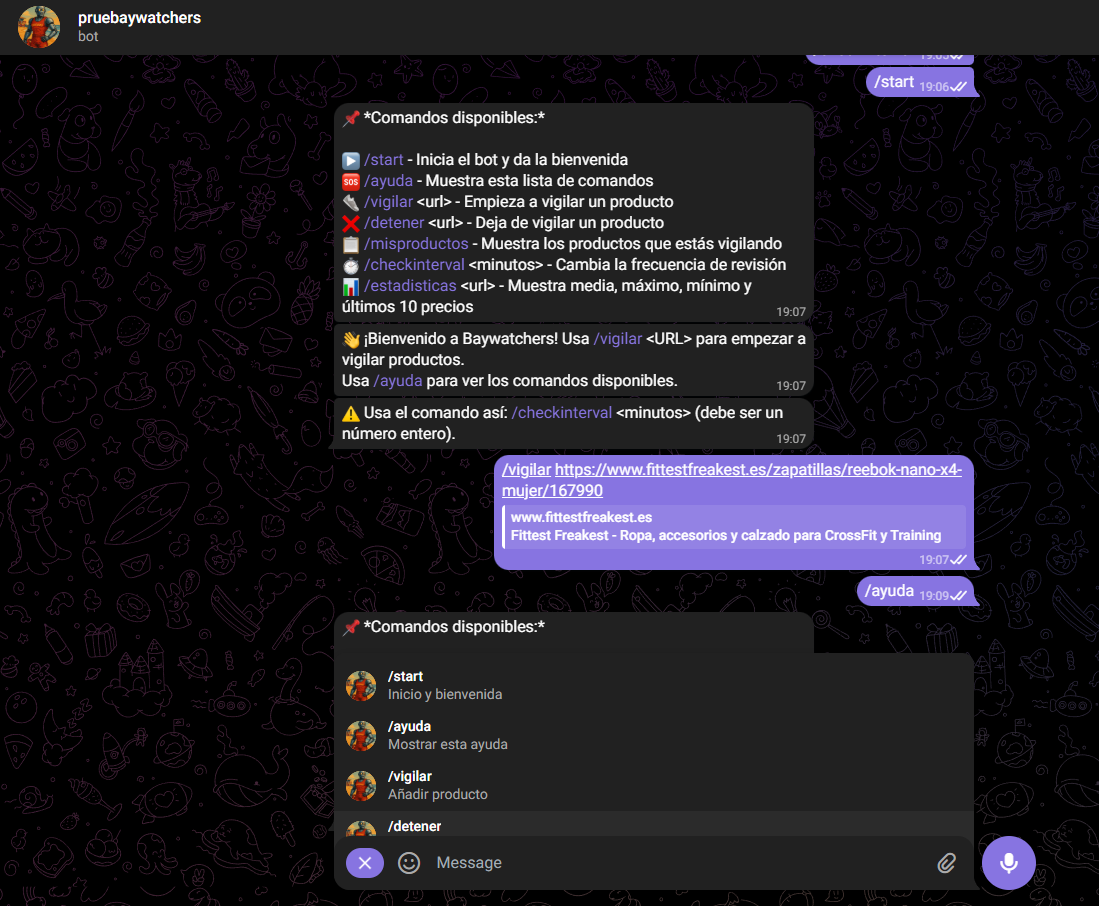 pruebaywatchers
bot
/start 19:06
📌 *Comandos disponibles:*
▶️ /start - Inicia el bot y da la bienvenida
🆘 /ayuda - Muestra esta lista de comandos
👟 /vigilar <url> - Empieza a vigilar un producto
❌ /detener <url> - Deja de vigilar un producto
📋 /misproductos - Muestra los productos que estás vigilando
⏱️ /checkinterval <minutos> - Cambia la frecuencia de revisión
📊 /estadisticas <url> - Muestra media, máximo, mínimo y
últimos 10 precios
19:07
👋 ¡Bienvenido a Baywatchers! Usa /vigilar <URL> para empezar a
vigilar productos.
Usa /ayuda para ver los comandos disponibles.
19:07
⚠️ Usa el comando así: /checkinterval <minutos> (debe ser un
número entero).
19:07
/vigilar https://www.fittestfreakest.es/zapatillas/reebok-nano-x4-
mujer/167990
www.fittestfreakest.es
Fittest Freakest - Ropa, accesorios y calzado para CrossFit y Training
19:07
/ayuda 19:09
📌 *Comandos disponibles:*
/start
Inicio y bienvenida
/ayuda
Mostrar esta ayuda
/vigilar
Añadir producto
/detener
Message